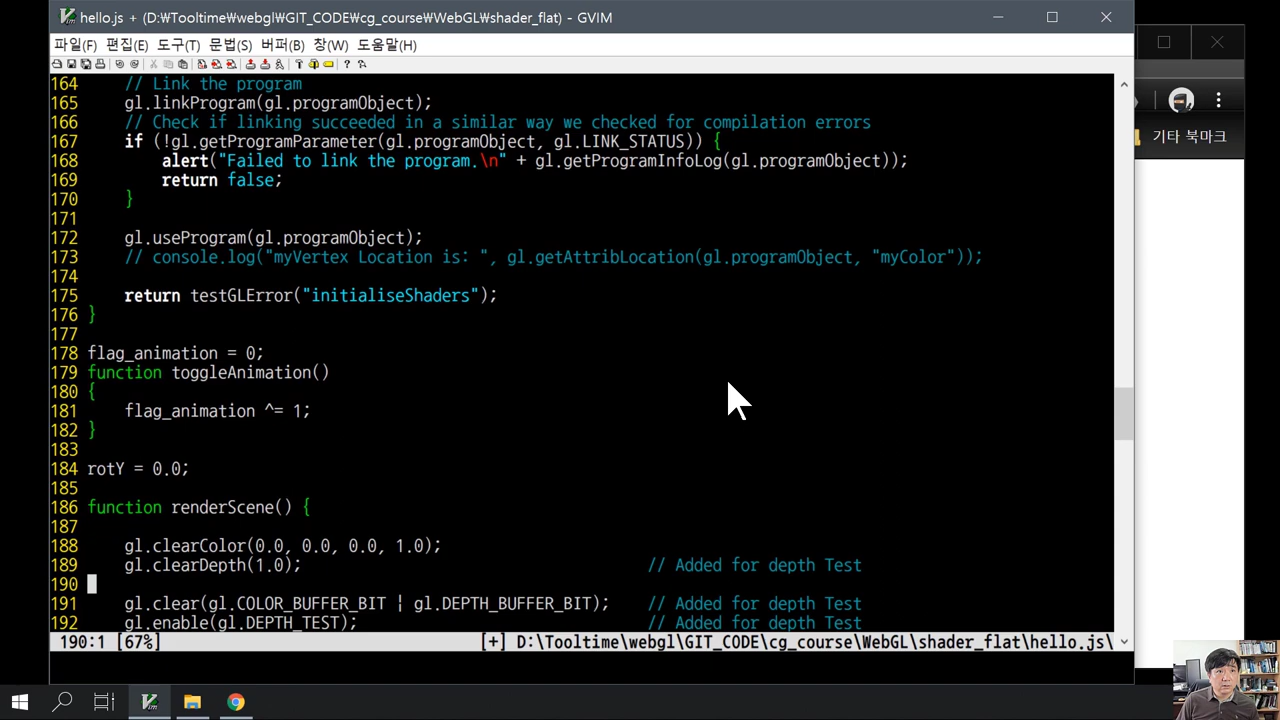 hello.js + (D:\Tooltime\webgl\GIT_CODE\cg_course\WebGL\shader_flat) - GVIM
파일(F) 편집(E) 도구(T) 문법(S) 버퍼(B) 창(W) 도움말(H)
기타 북마크
164 // Link the program
165 gl.linkProgram(gl.programObject);
166 // Check if linking succeeded in a similar way we checked for compilation errors
167 if (!gl.getProgramParameter(gl.programObject, gl.LINK_STATUS)) {
168 alert("Failed to link the program.\n" + gl.getProgramInfoLog(gl.programObject));
169 return false;
170 }
171
172 gl.useProgram(gl.programObject);
173 // console.log("myVertex Location is: ", gl.getAttribLocation(gl.programObject, "myColor"));
174
175 return testGLError("initialiseShaders");
176 }
177
178 flag_animation = 0;
179 function toggleAnimation()
180 {
181 flag_animation ^= 1;
182 }
183
184 rotY = 0.0;
185
186 function renderScene() {
187
188 gl.clearColor(0.0, 0.0, 0.0, 1.0);
189 gl.clearDepth(1.0); // Added for depth Test
190
191 gl.clear(gl.COLOR_BUFFER_BIT | gl.DEPTH_BUFFER_BIT); // Added for depth Test
192 gl.enable(gl.DEPTH_TEST); // Added for depth Test
190:1 [67%] [+] D:\Tooltime\webgl\GIT_CODE\cg_course\WebGL\shader_flat\hello.js\